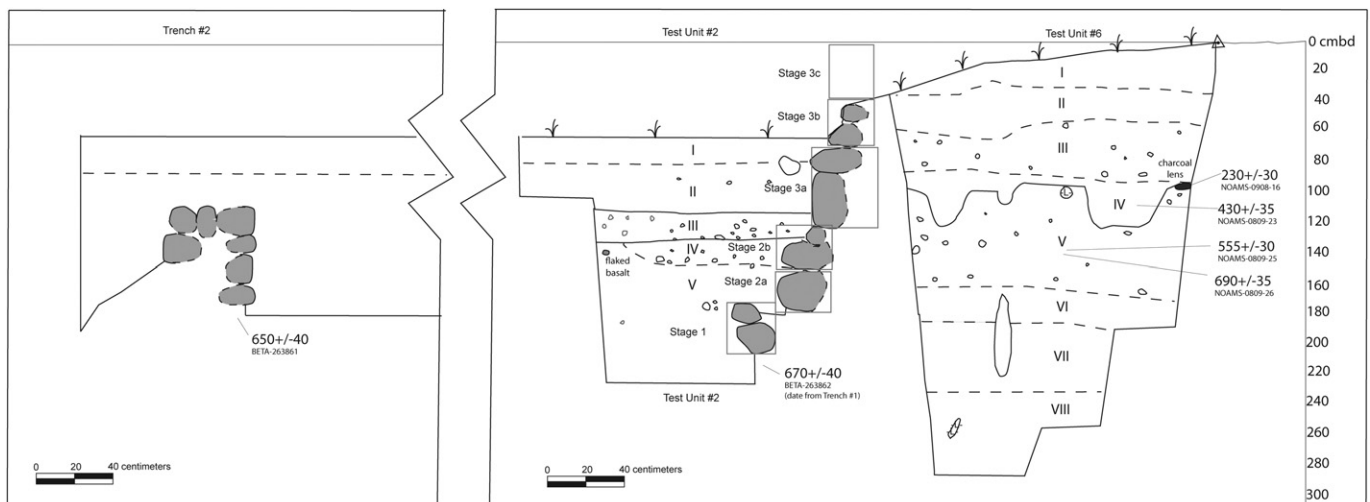 Trench #2
Test Unit #2
Test Unit #6
0 cmbd
20
40
60
80
100
120
140
160
180
200
220
240
260
280
300
Stage 3c
Stage 3b
Stage 3a
Stage 2b
Stage 2a
Stage 1
I
II
III
IV
V
flaked
basalt
I
II
III
IV
V
VI
VII
VIII
L
charcoal
lens
230+/-30
NOAMS-0908-16
430+/-35
NOAMS-0809-23
555+/-30
NOAMS-0809-25
690+/-35
NOAMS-0809-26
650+/-40
BETA-263861
670+/-40
BETA-263862
(date from Trench #1)
Test Unit #2
0 20 40 centimeters
0 20 40 centimeters